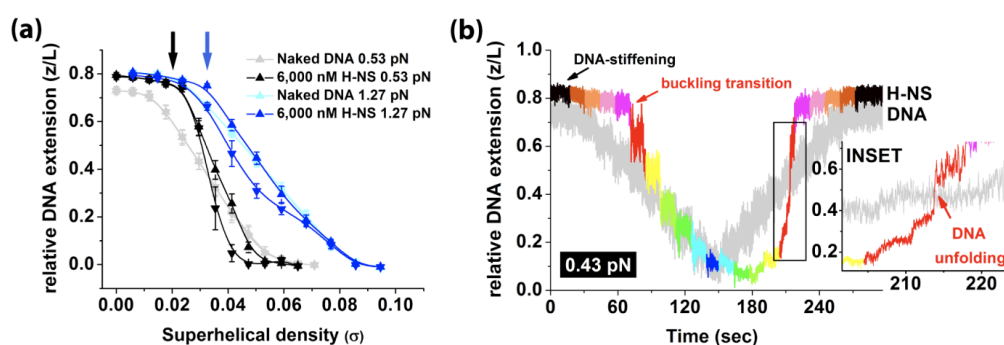 (a)
relative DNA extension (z/L)
0.8
0.6
0.4
0.2
0.0
0.00
0.02
0.04
0.06
0.08
0.10
Superhelical density (σ)
Naked DNA 0.53 pN
6,000 nM H-NS 0.53 pN
Naked DNA 1.27 pN
6,000 nM H-NS 1.27 pN
(b)
relative DNA extension (z/L)
1.0
0.8
0.6
0.4
0.2
0.0
0
60
120
180
240
Time (sec)
DNA-stiffening
buckling transition
H-NS
DNA
0.43 pN
INSET
0.6
0.4
0.2
210
220
DNA
unfolding